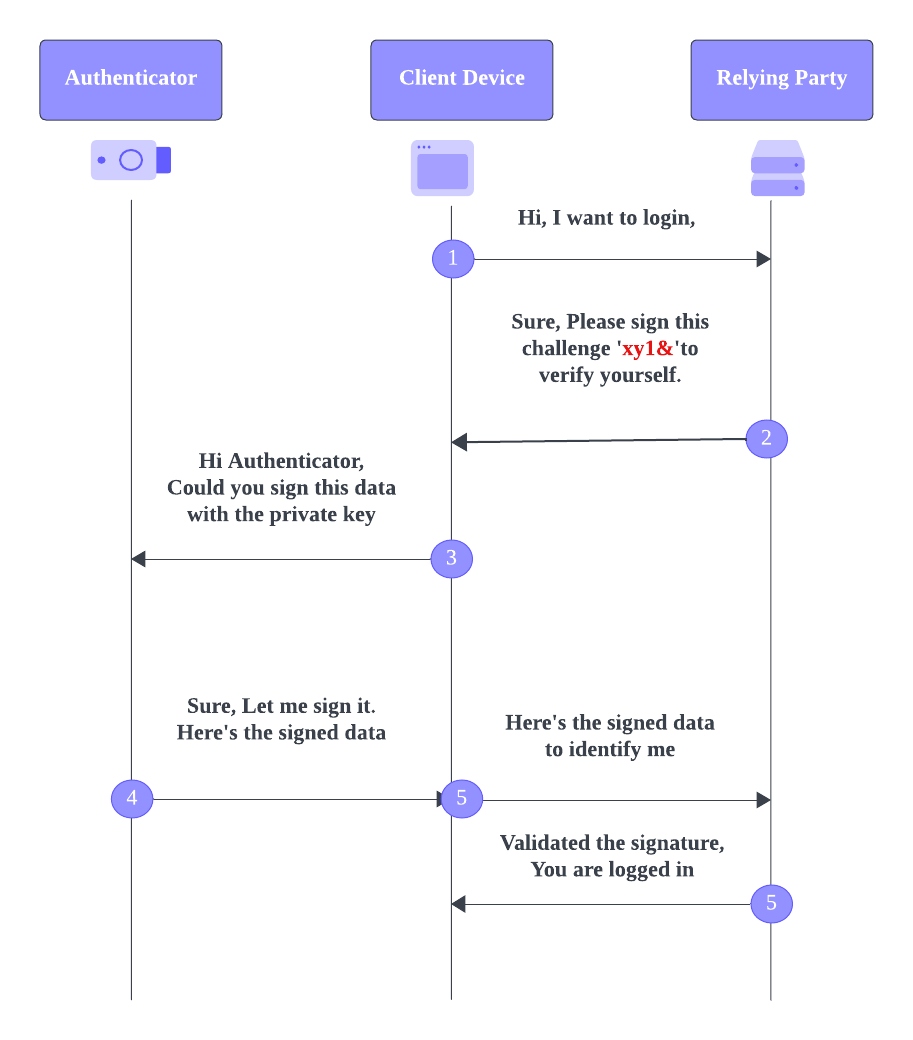 Authenticator
Client Device
Relying Party
Hi, I want to login,
1
Sure, Please sign this
challenge 'xy1&'to
verify yourself.
2
Hi Authenticator,
Could you sign this data
with the private key
3
Sure, Let me sign it.
Here's the signed data
4
Here's the signed data
to identify me
5
Validated the signature,
You are logged in
5